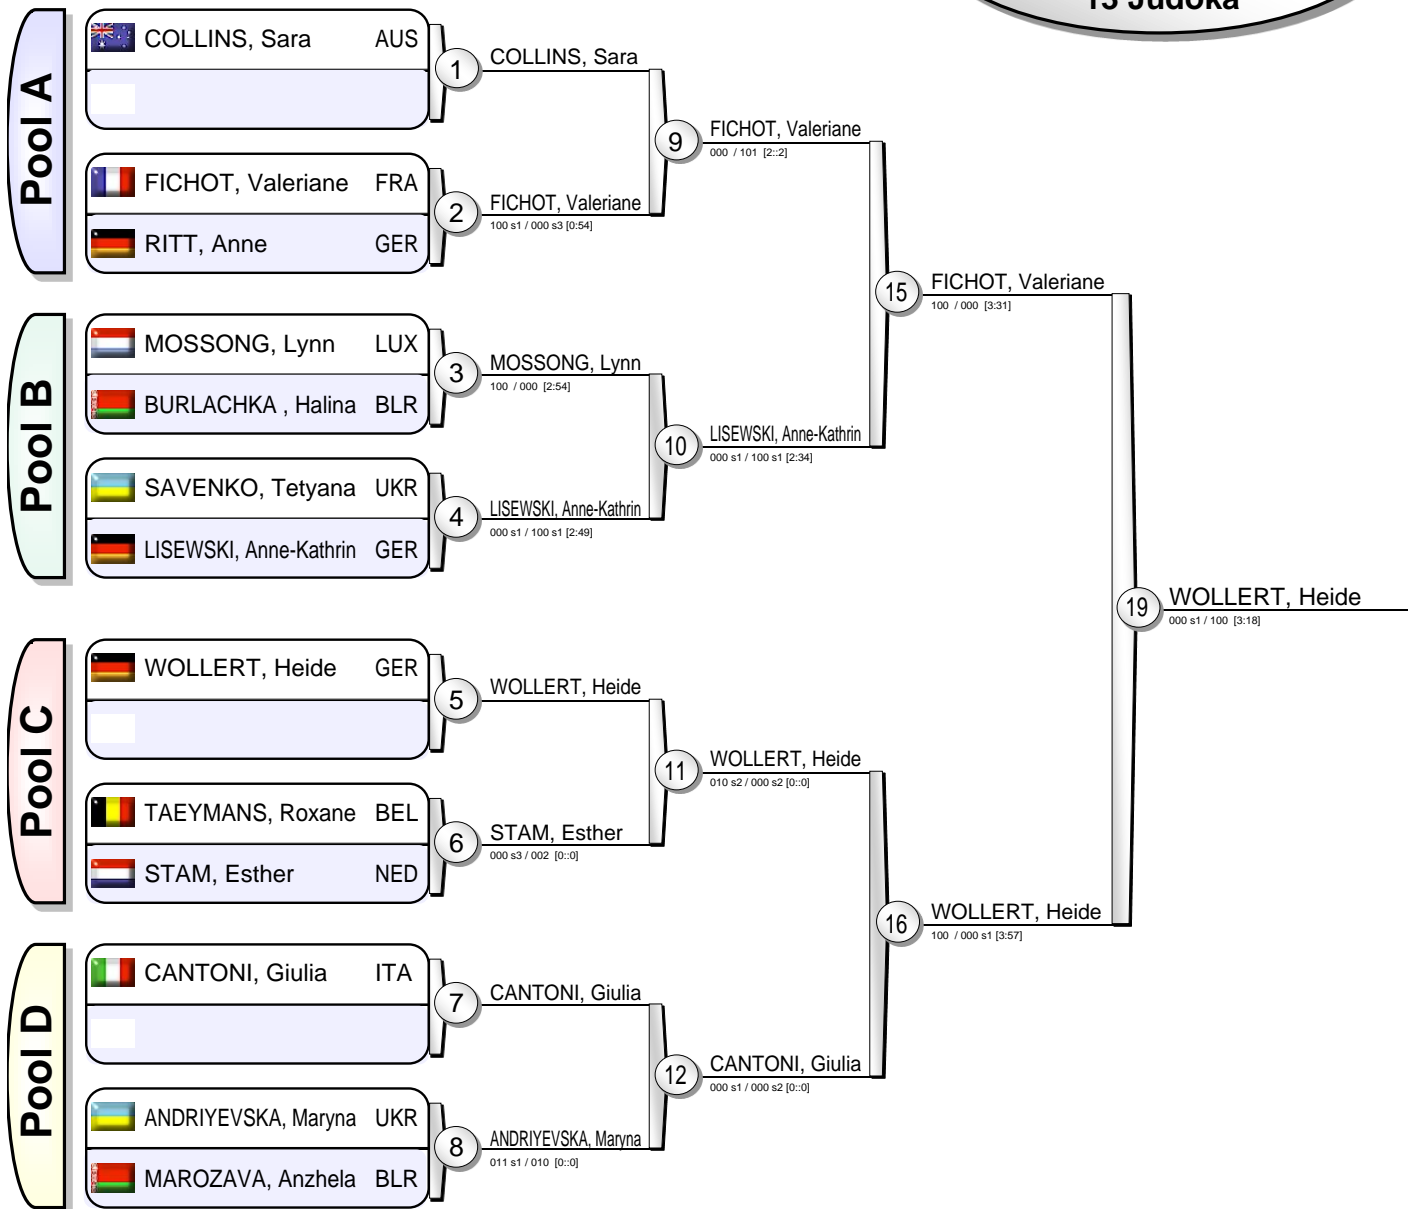 13 Judoka
Pool A
COLLINS, Sara AUS
FICHOT, Valeriane FRA
RITT, Anne GER
Pool B
MOSSONG, Lynn LUX
BURLACHKA , Halina BLR
SAVENKO, Tetyana UKR
LISEWSKI, Anne-Kathrin GER
Pool C
WOLLERT, Heide GER
TAEYMANS, Roxane BEL
STAM, Esther NED
Pool D
CANTONI, Giulia ITA
ANDRIYEVSKA, Maryna UKR
MAROZAVA, Anzhela BLR
1 COLLINS, Sara
2 FICHOT, Valeriane
100 s1 / 000 s3 [0:54]
3 MOSSONG, Lynn
100 / 000 [2:54]
4 LISEWSKI, Anne-Kathrin
000 s1 / 100 s1 [2:49]
5 WOLLERT, Heide
6 STAM, Esther
000 s3 / 002 [0::0]
7 CANTONI, Giulia
8 ANDRIYEVSKA, Maryna
011 s1 / 010 [0::0]
9 FICHOT, Valeriane
000 / 101 [2::2]
10 LISEWSKI, Anne-Kathrin
000 s1 / 100 s1 [2:34]
11 WOLLERT, Heide
010 s2 / 000 s2 [0::0]
12 CANTONI, Giulia
000 s1 / 000 s2 [0::0]
15 FICHOT, Valeriane
100 / 000 [3:31]
16 WOLLERT, Heide
100 / 000 s1 [3:57]
19 WOLLERT, Heide
000 s1 / 100 [3:18]